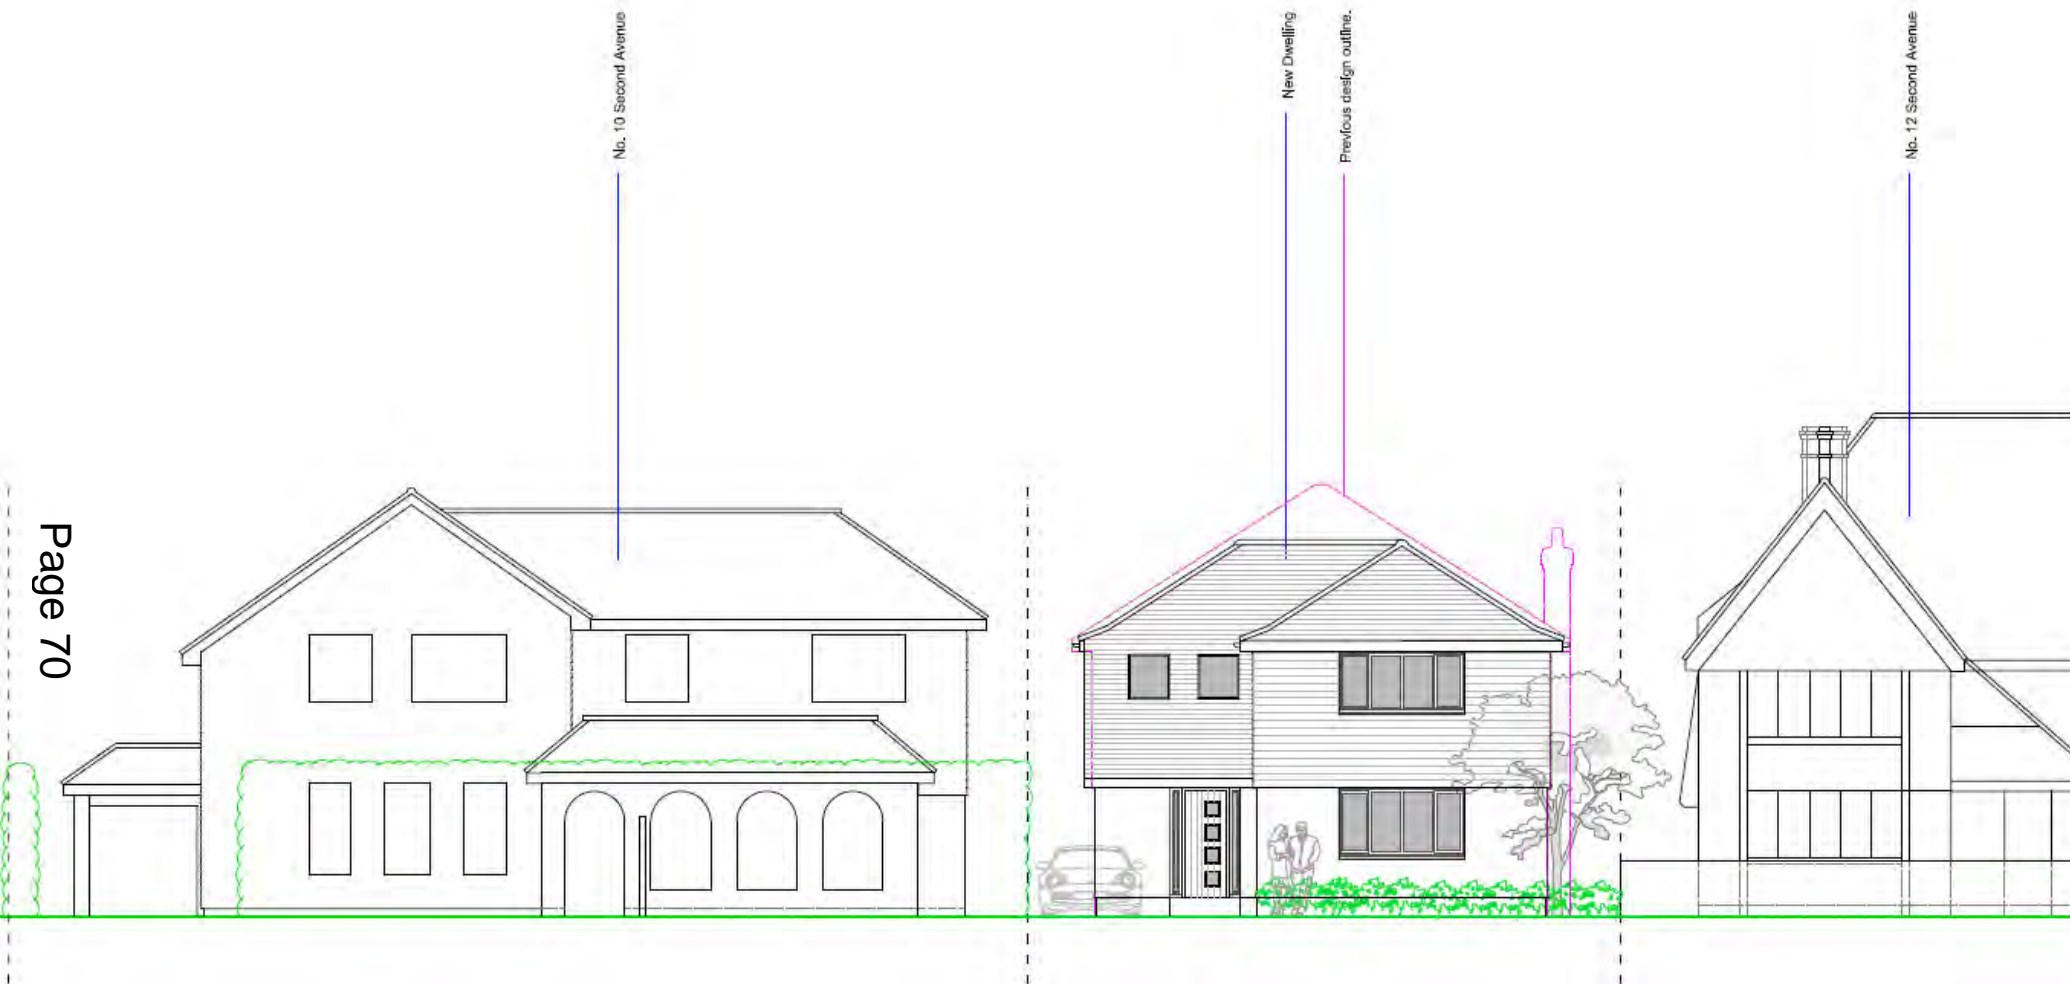 No. 10 Second Avenue
New Dwelling
Previous design outline.
No. 12 Second Avenue
Page 70